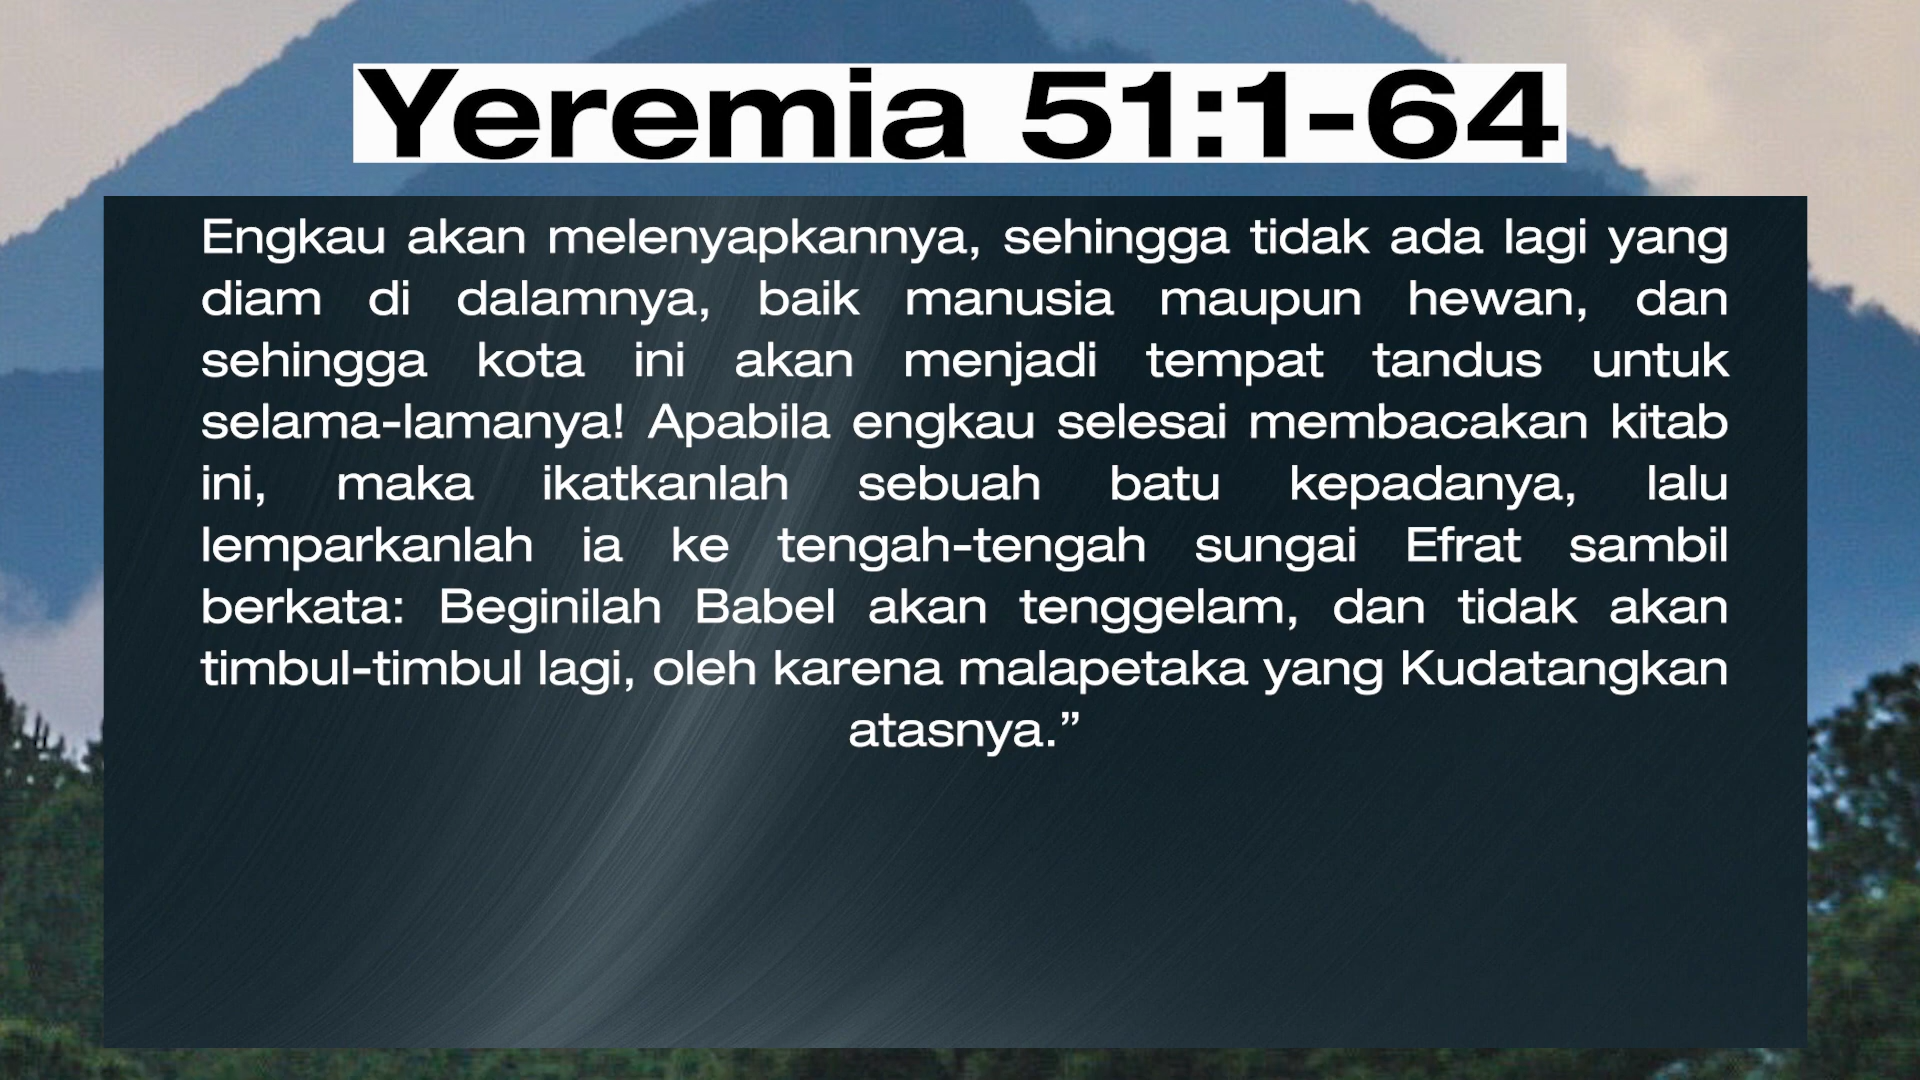 Yeremia 51:1-64
Engkau akan melenyapkannya, sehingga tidak ada lagi yang
diam di dalamnya, baik manusia maupun hewan, dan
sehingga kota ini akan menjadi tempat tandus untuk
selama-lamanya! Apabila engkau selesai membacakan kitab
ini, maka ikatkanlah sebuah batu kepadanya, lalu
lemparkanlah ia ke tengah-tengah sungai Efrat sambil
berkata: Beginilah Babel akan tenggelam, dan tidak akan
timbul-timbul lagi, oleh karena malapetaka yang Kudatangkan
atasnya.”